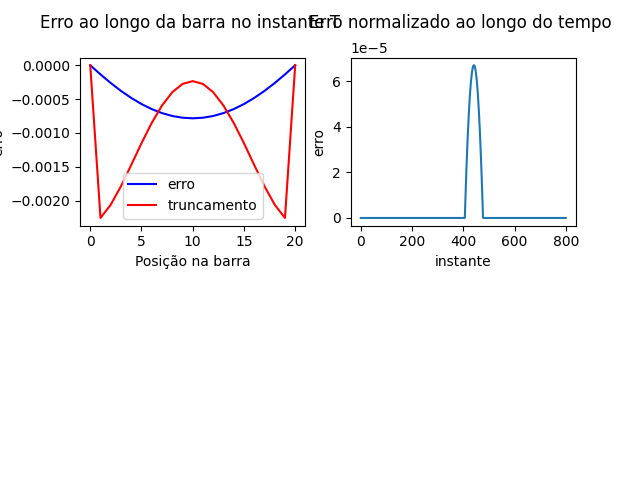 Erro ao longo da barra no instante T
Erro normalizado ao longo do tempo
1e−5
0.0000
−0.0005
−0.0010
−0.0015
−0.0020
erro
erro
truncamento
0 5 10 15 20
Posição na barra
6
4
2
0
erro
0 200 400 600 800
instante